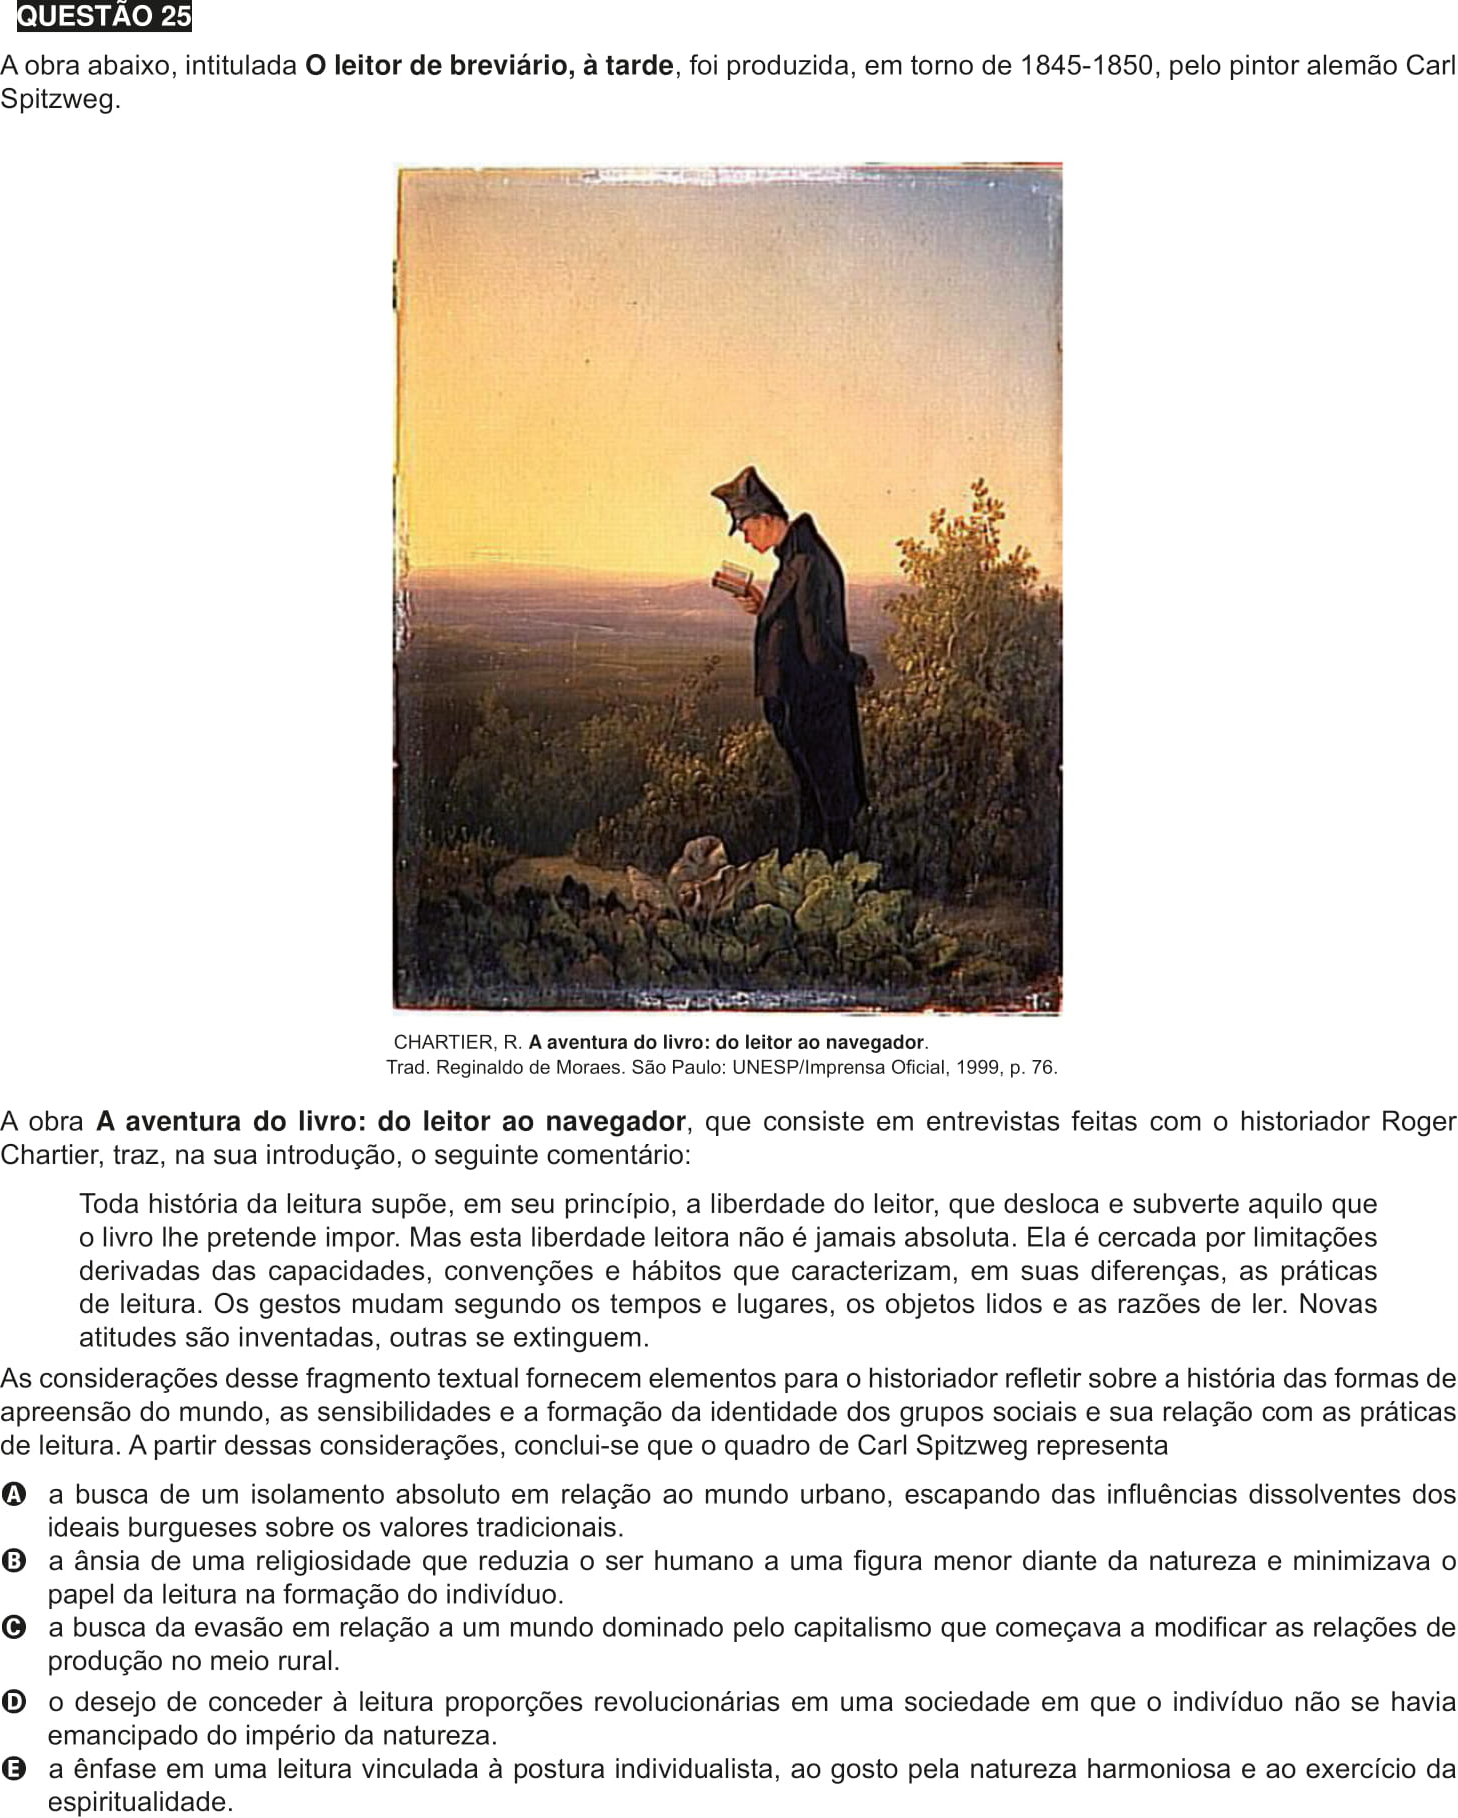 QUESTÃO 25
A obra abaixo, intitulada O leitor de breviário, à tarde, foi produzida, em torno de 1845-1850, pelo pintor alemão Carl
Spitzweg.
CHARTIER, R. A aventura do livro: do leitor ao navegador.
Trad. Reginaldo de Moraes. São Paulo: UNESP/Imprensa Oficial, 1999, p. 76.
A obra A aventura do livro: do leitor ao navegador, que consiste em entrevistas feitas com o historiador Roger
Chartier, traz, na sua introdução, o seguinte comentário:
Toda história da leitura supõe, em seu princípio, a liberdade do leitor, que desloca e subverte aquilo que
o livro lhe pretende impor. Mas esta liberdade leitora não é jamais absoluta. Ela é cercada por limitações
derivadas das capacidades, convenções e hábitos que caracterizam, em suas diferenças, as práticas
de leitura. Os gestos mudam segundo os tempos e lugares, os objetos lidos e as razões de ler. Novas
atitudes são inventadas, outras se extinguem.
As considerações desse fragmento textual fornecem elementos para o historiador refletir sobre a história das formas de
apreensão do mundo, as sensibilidades e a formação da identidade dos grupos sociais e sua relação com as práticas
de leitura. A partir dessas considerações, conclui-se que o quadro de Carl Spitzweg representa
A a busca de um isolamento absoluto em relação ao mundo urbano, escapando das influências dissolventes dos
ideais burgueses sobre os valores tradicionais.
B a ânsia de uma religiosidade que reduzia o ser humano a uma figura menor diante da natureza e minimizava o
papel da leitura na formação do indivíduo.
C a busca da evasão em relação a um mundo dominado pelo capitalismo que começava a modificar as relações de
produção no meio rural.
D o desejo de conceder à leitura proporções revolucionárias em uma sociedade em que o indivíduo não se havia
emancipado do império da natureza.
E a ênfase em uma leitura vinculada à postura individualista, ao gosto pela natureza harmoniosa e ao exercício da
espiritualidade.